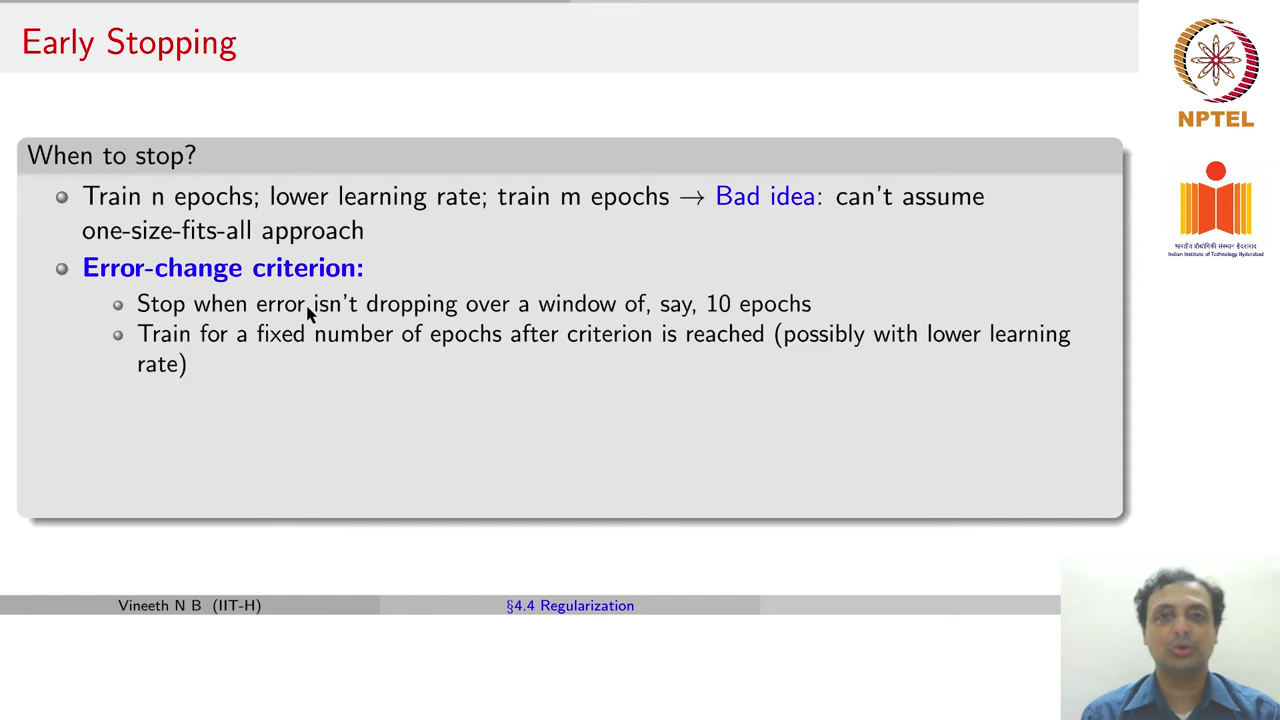 Early Stopping
NPTEL
When to stop?
Train n epochs; lower learning rate; train m epochs → Bad idea: can't assume
one-size-fits-all approach
Error-change criterion:
Stop when error isn't dropping over a window of, say, 10 epochs
Train for a fixed number of epochs after criterion is reached (possibly with lower learning
rate)
भारतीय प्रौद्योगिकी संस्थान हैदराबाद
Indian Institute of Technology Hyderabad
Vineeth N B (IIT-H)
§4.4 Regularization